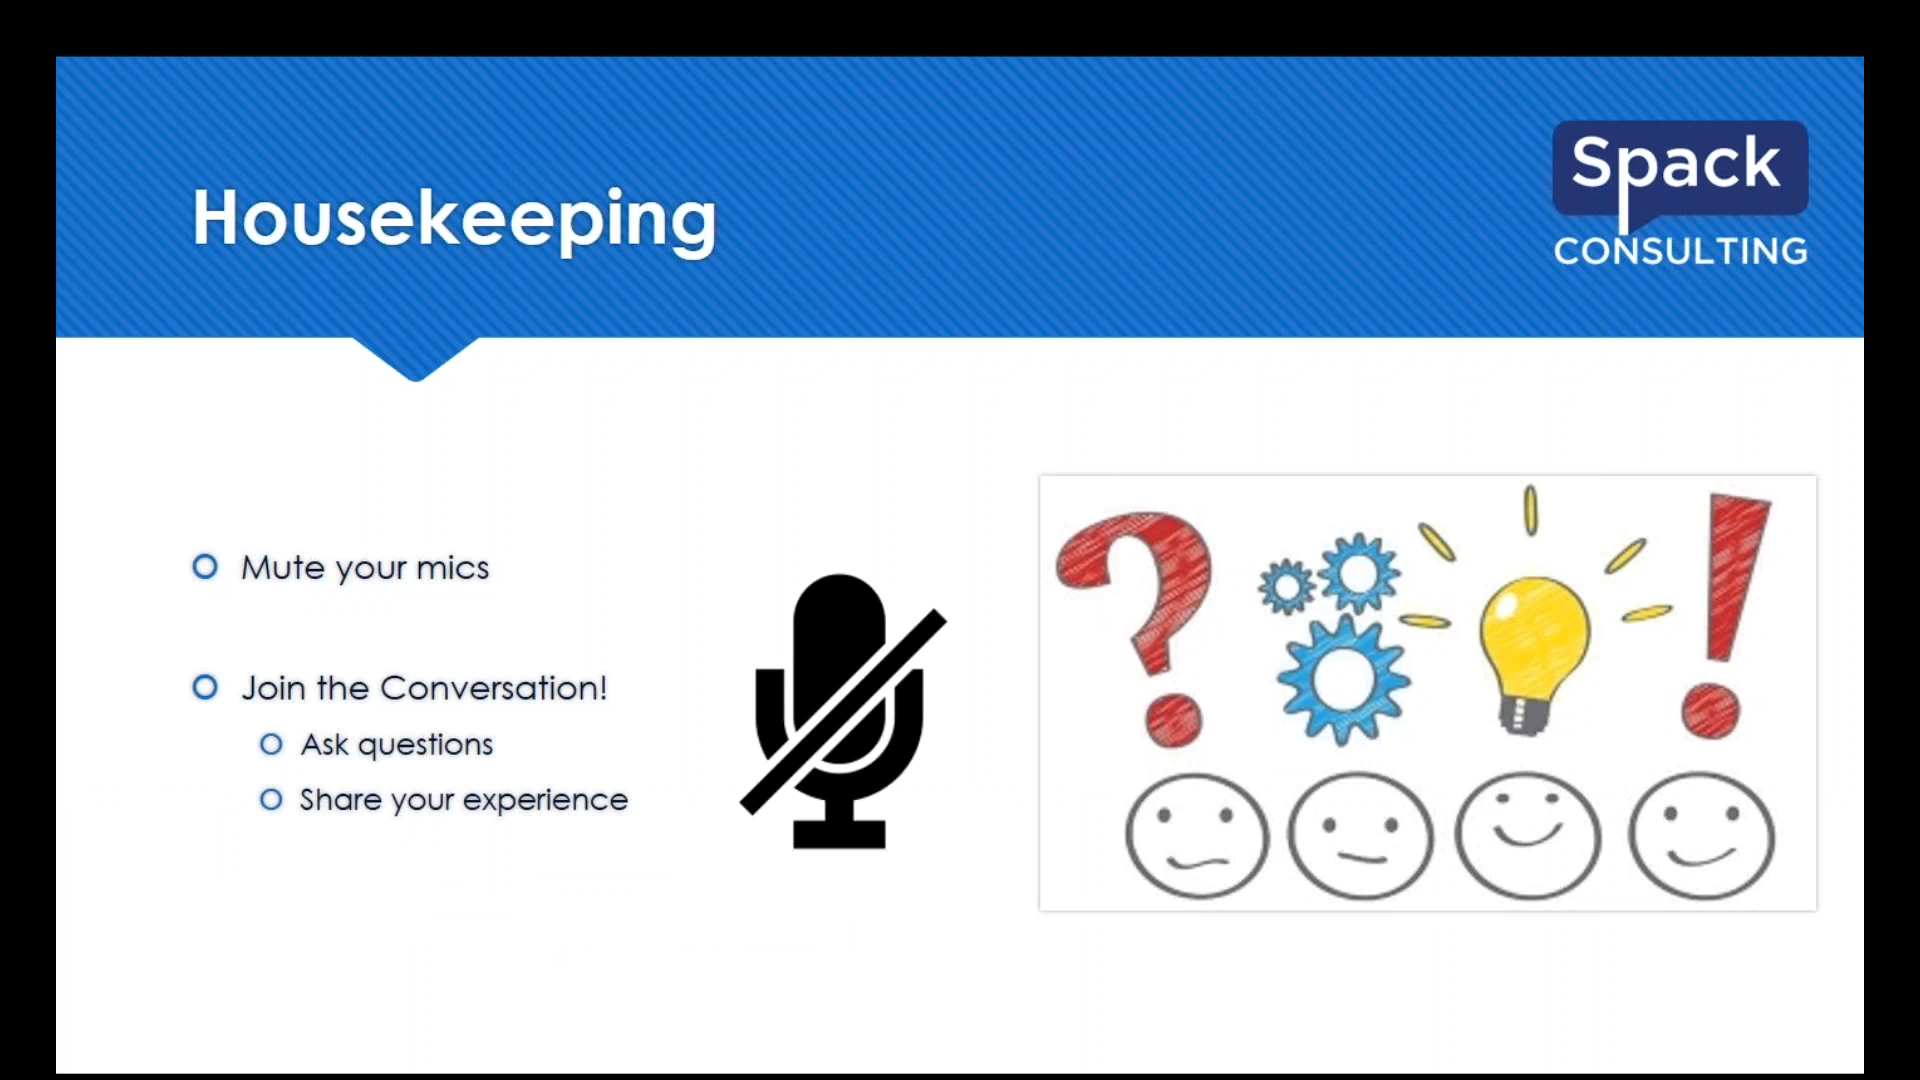 Housekeeping
Spack
CONSULTING
Mute your mics
Join the Conversation!
Ask questions
Share your experience